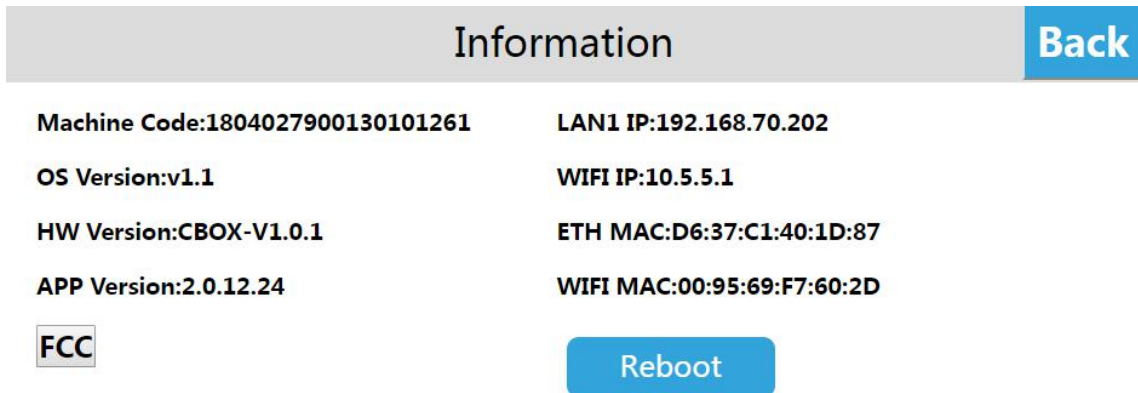 Information
Back
Machine Code:1804027900130101261
LAN1 IP:192.168.70.202
OS Version:v1.1
WIFI IP:10.5.5.1
HW Version:CBOX-V1.0.1
ETH MAC:D6:37:C1:40:1D:87
APP Version:2.0.12.24
WIFI MAC:00:95:69:F7:60:2D
FCC
Reboot